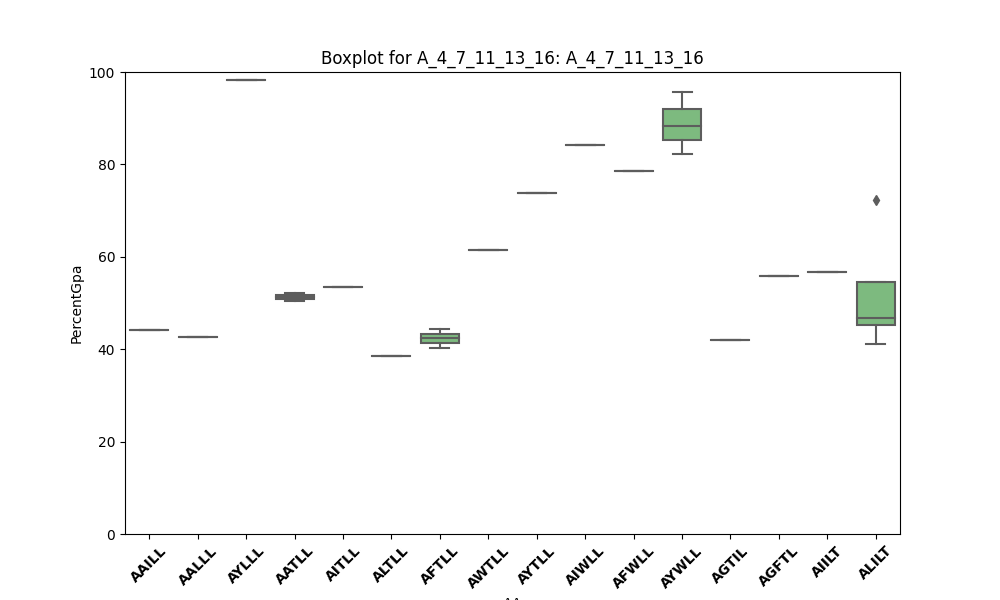 Boxplot for A_4_7_11_13_16: A_4_7_11_13_16
PercentGpa
100
80
60
40
20
0
AAILL
AALLL
AYLLL
AATLL
AITLL
ALTLL
AFTLL
AWTLL
AYTLL
AIWLL
AFWLL
AYWLL
AGTIL
AGFTL
AIILT
ALILT